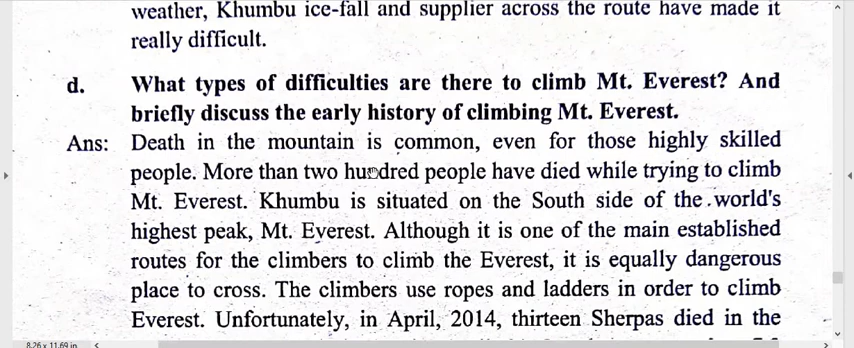 weather, Khumbu ice-fall and supplier across the route have made it
really difficult.
d. What types of difficulties are there to climb Mt. Everest? And
briefly discuss the early history of climbing Mt. Everest.
Ans: Death in the mountain is common, even for those highly skilled
people. More than two hundred people have died while trying to climb
Mt. Everest. Khumbu is situated on the South side of the world's
highest peak, Mt. Everest. Although it is one of the main established
routes for the climbers to climb the Everest, it is equally dangerous
place to cross. The climbers use ropes and ladders in order to climb
Everest. Unfortunately, in April, 2014, thirteen Sherpas died in the
8.26 x 11.69 in